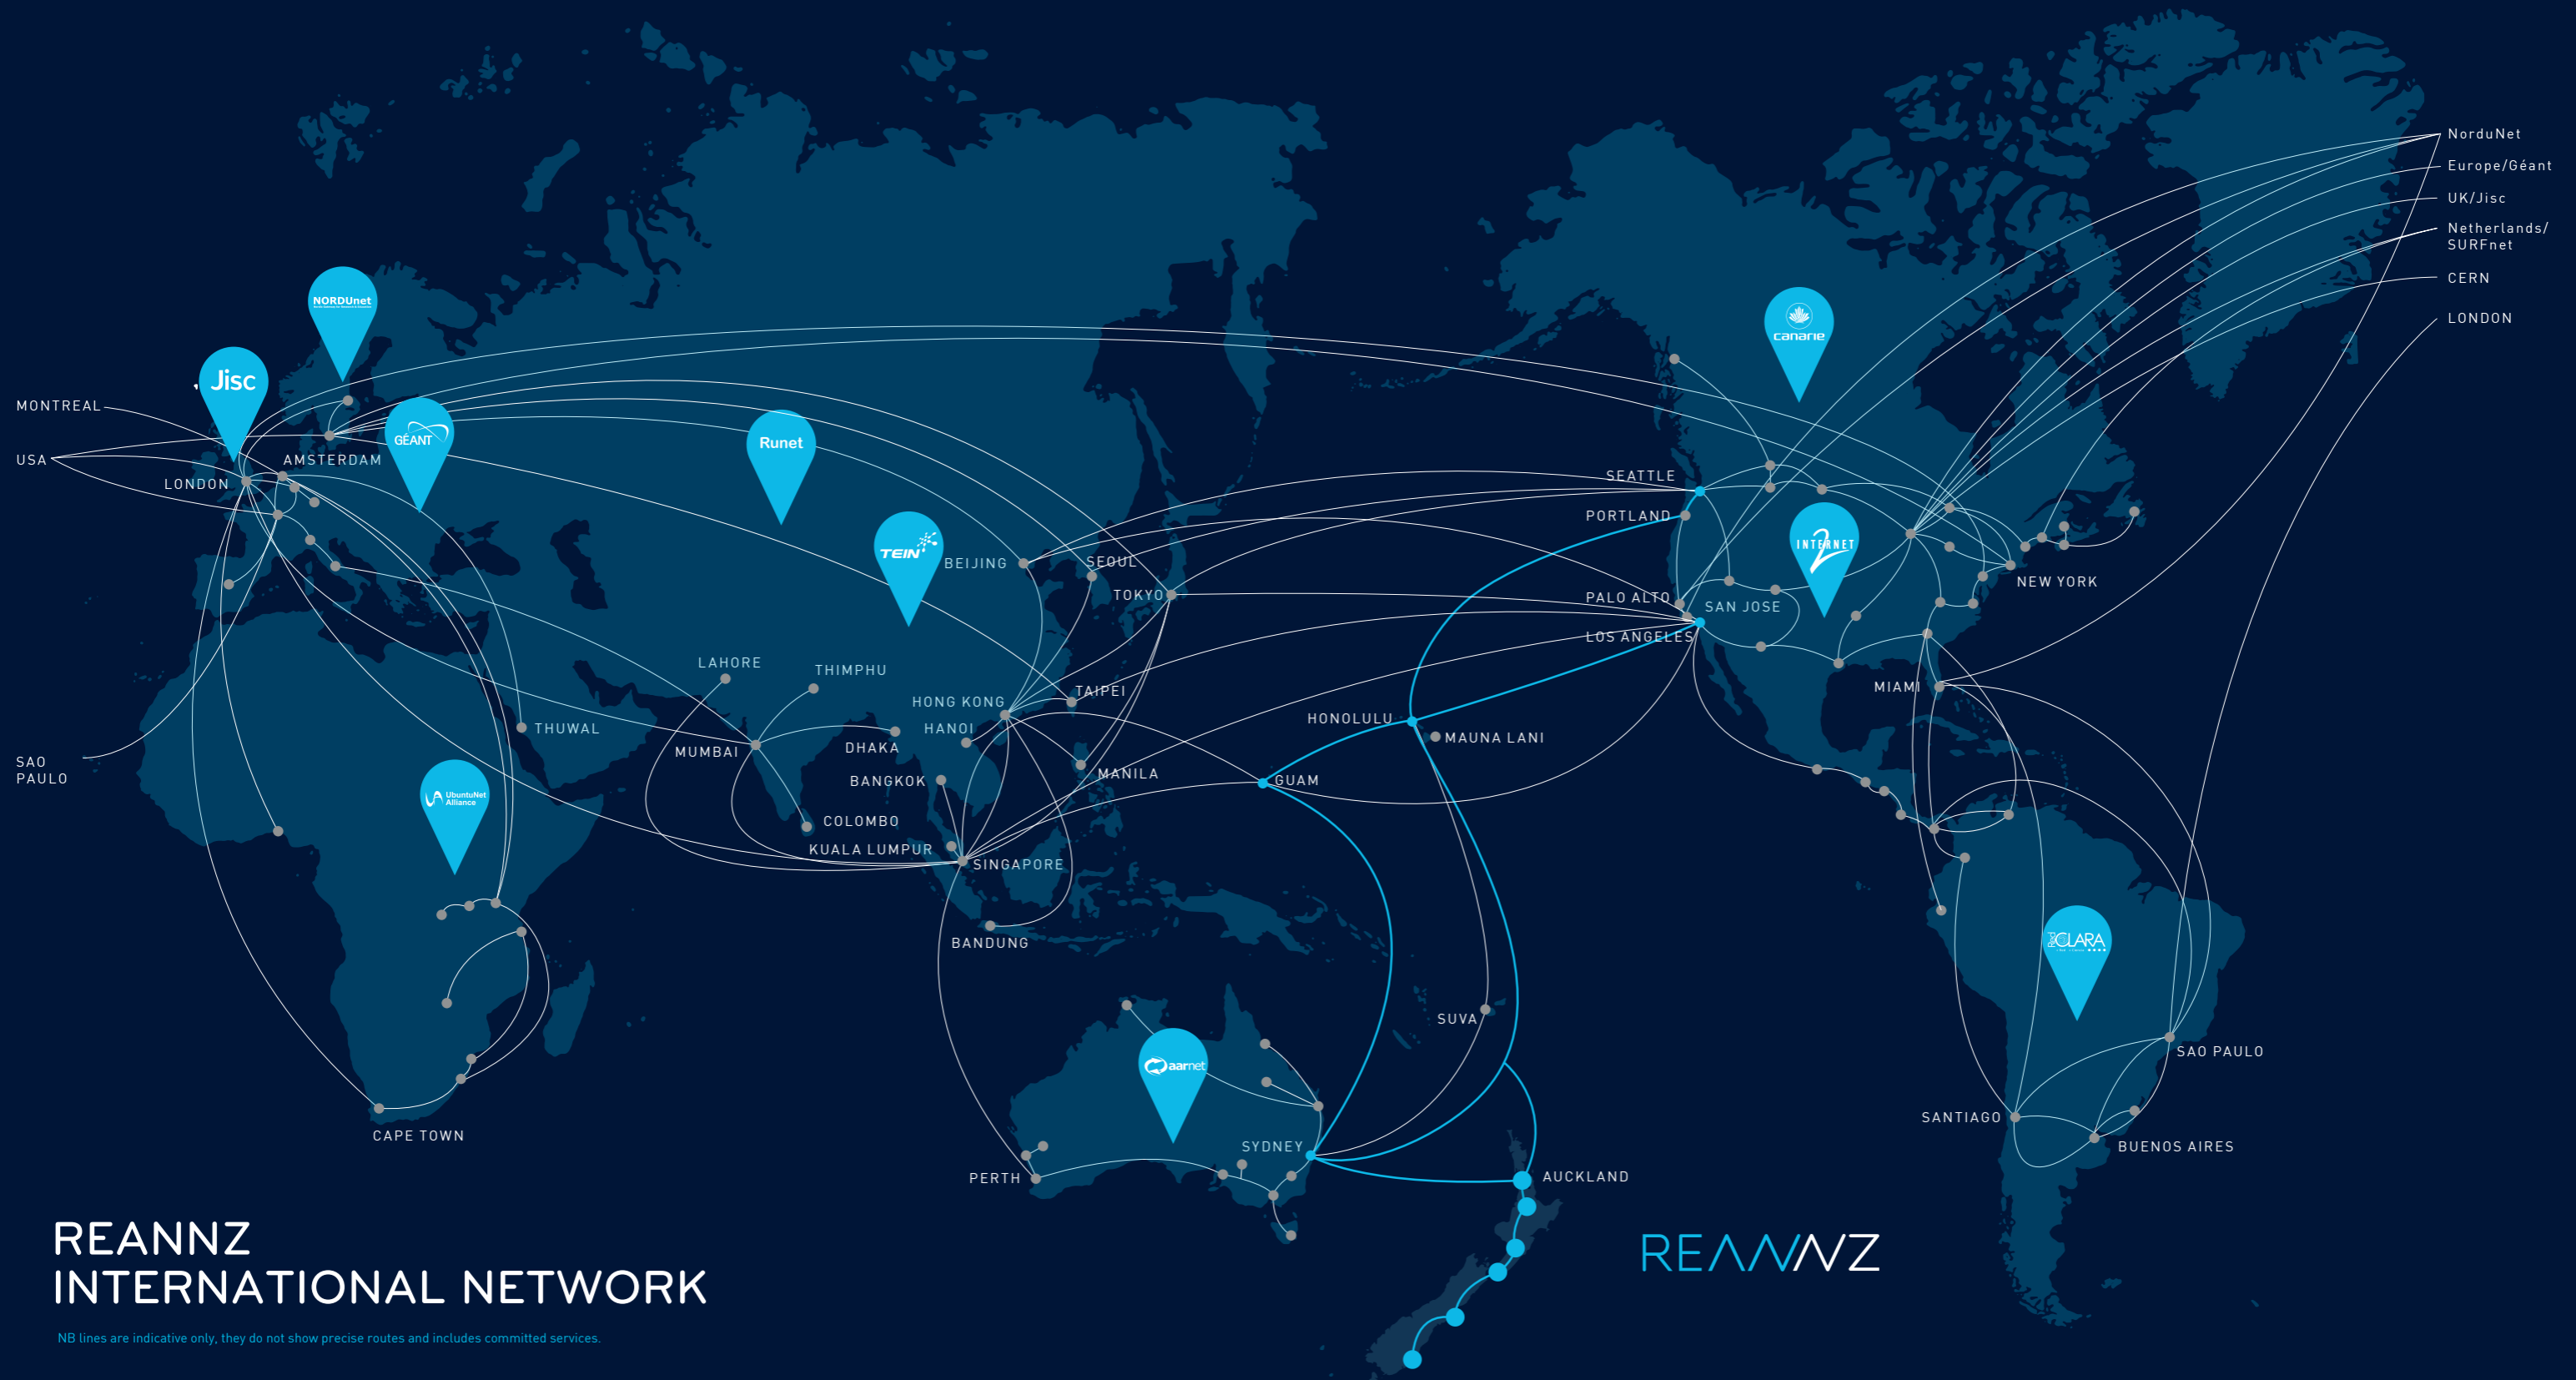 NorduNet
Europe/Géant
UK/Jisc
Netherlands/
SURFnet
CERN
LONDON
NORDUnet
canarie
Jisc
MONTREAL
GÉANT
Runet
USA
AMSTERDAM
LONDON
SEATTLE
PORTLAND
TEIN
INTERNET
2
BEIJING
SEOUL
TOKYO
NEW YORK
PALO ALTO
SAN JOSE
LOS ANGELES
LAHORE
THIMPHU
TAIPEI
MIAMI
HONG KONG
HANOI
HONOLULU
MAUNA LANI
THUWAL
MUMBAI
DHAKA
SAO
PAULO
BANGKOK
MANILA
GUAM
UbuntuNet
Alliance
COLOMBO
KUALA LUMPUR
SINGAPORE
BANDUNG
Red
CLARA
SUVA
SAO PAULO
aarnet
SANTIAGO
BUENOS AIRES
CAPE TOWN
SYDNEY
PERTH
AUCKLAND
REANNZ
INTERNATIONAL NETWORK
REANNZ
NB lines are indicative only, they do not show precise routes and includes committed services.